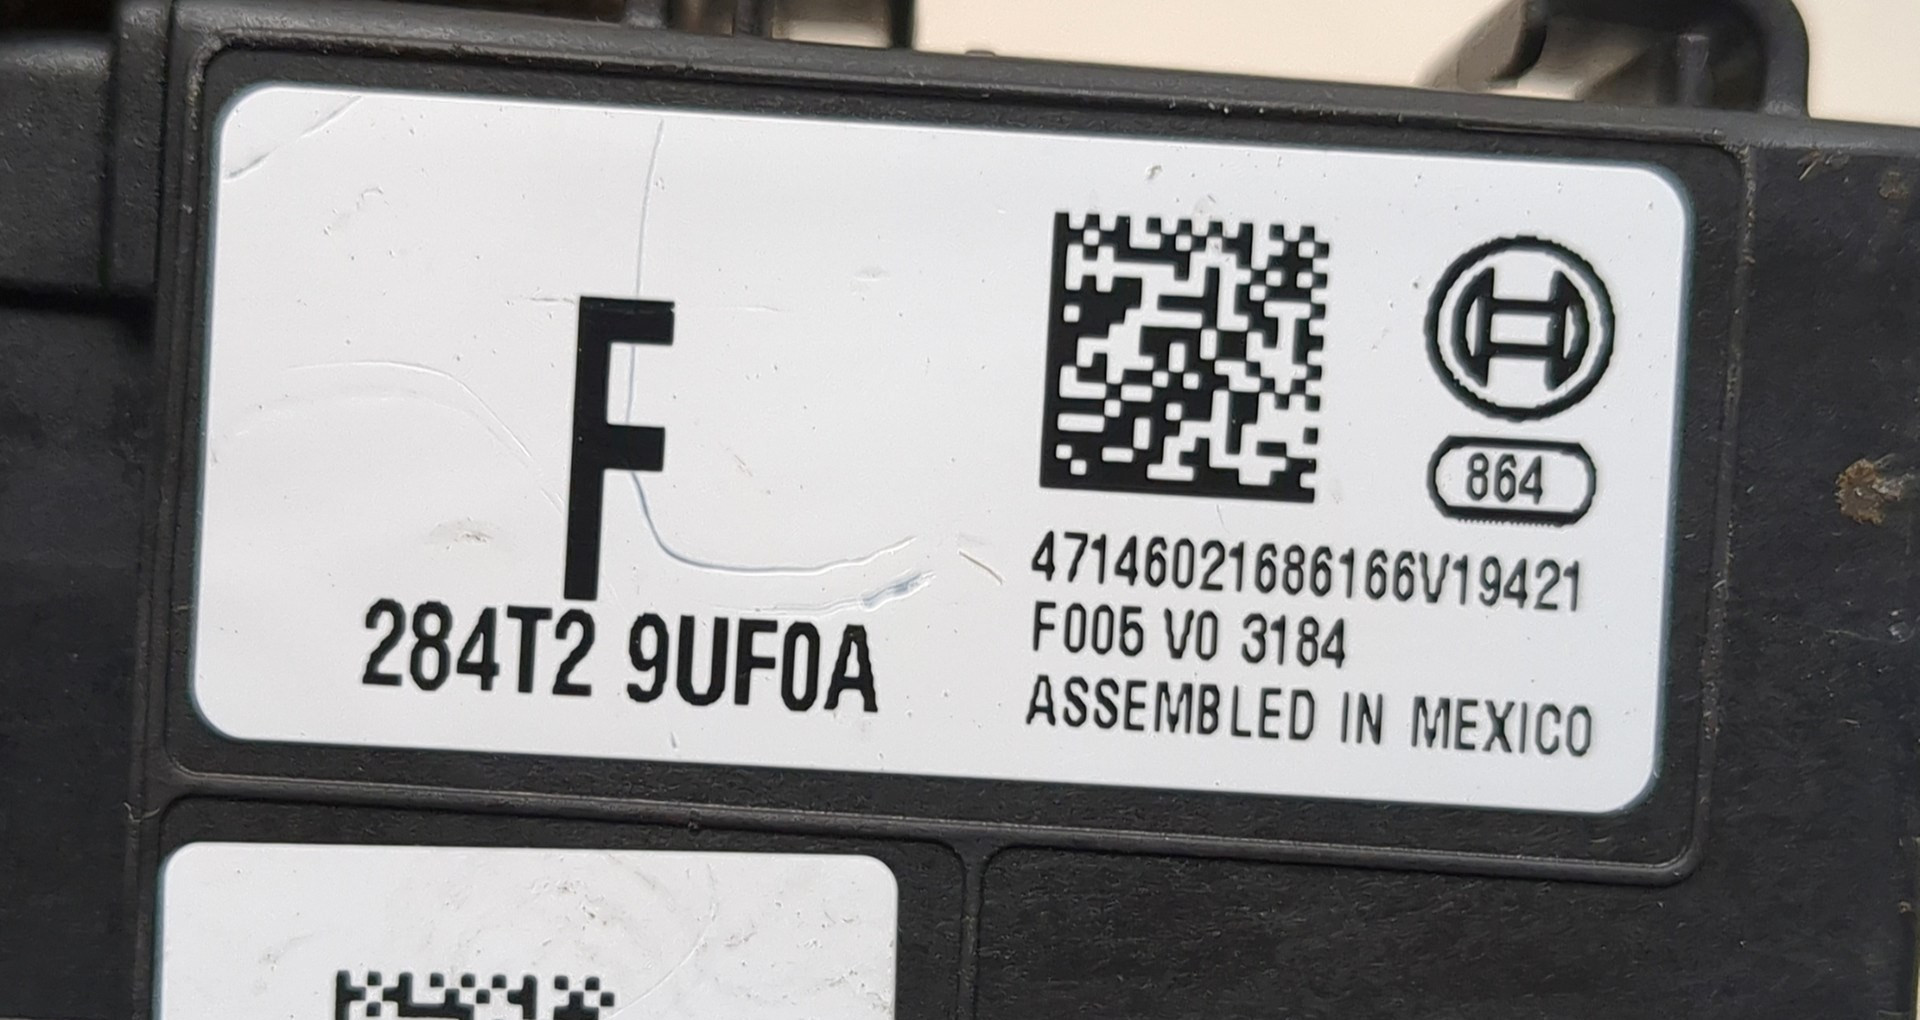 F
284T2 9UF0A
864
47146021686166V19421
F005 V0 3184
ASSEMBLED IN MEXICO